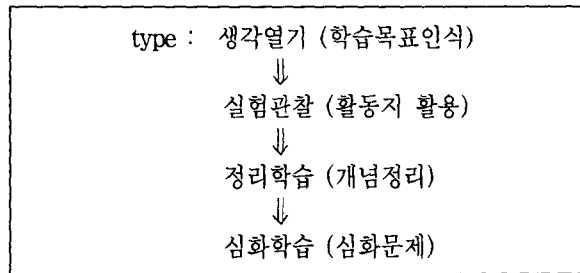 type : 생각열기 (학습목표인식)
⇓
실험관찰 (활동지 활용)
⇓
정리학습 (개념정리)
⇓
심화학습 (심화문제)